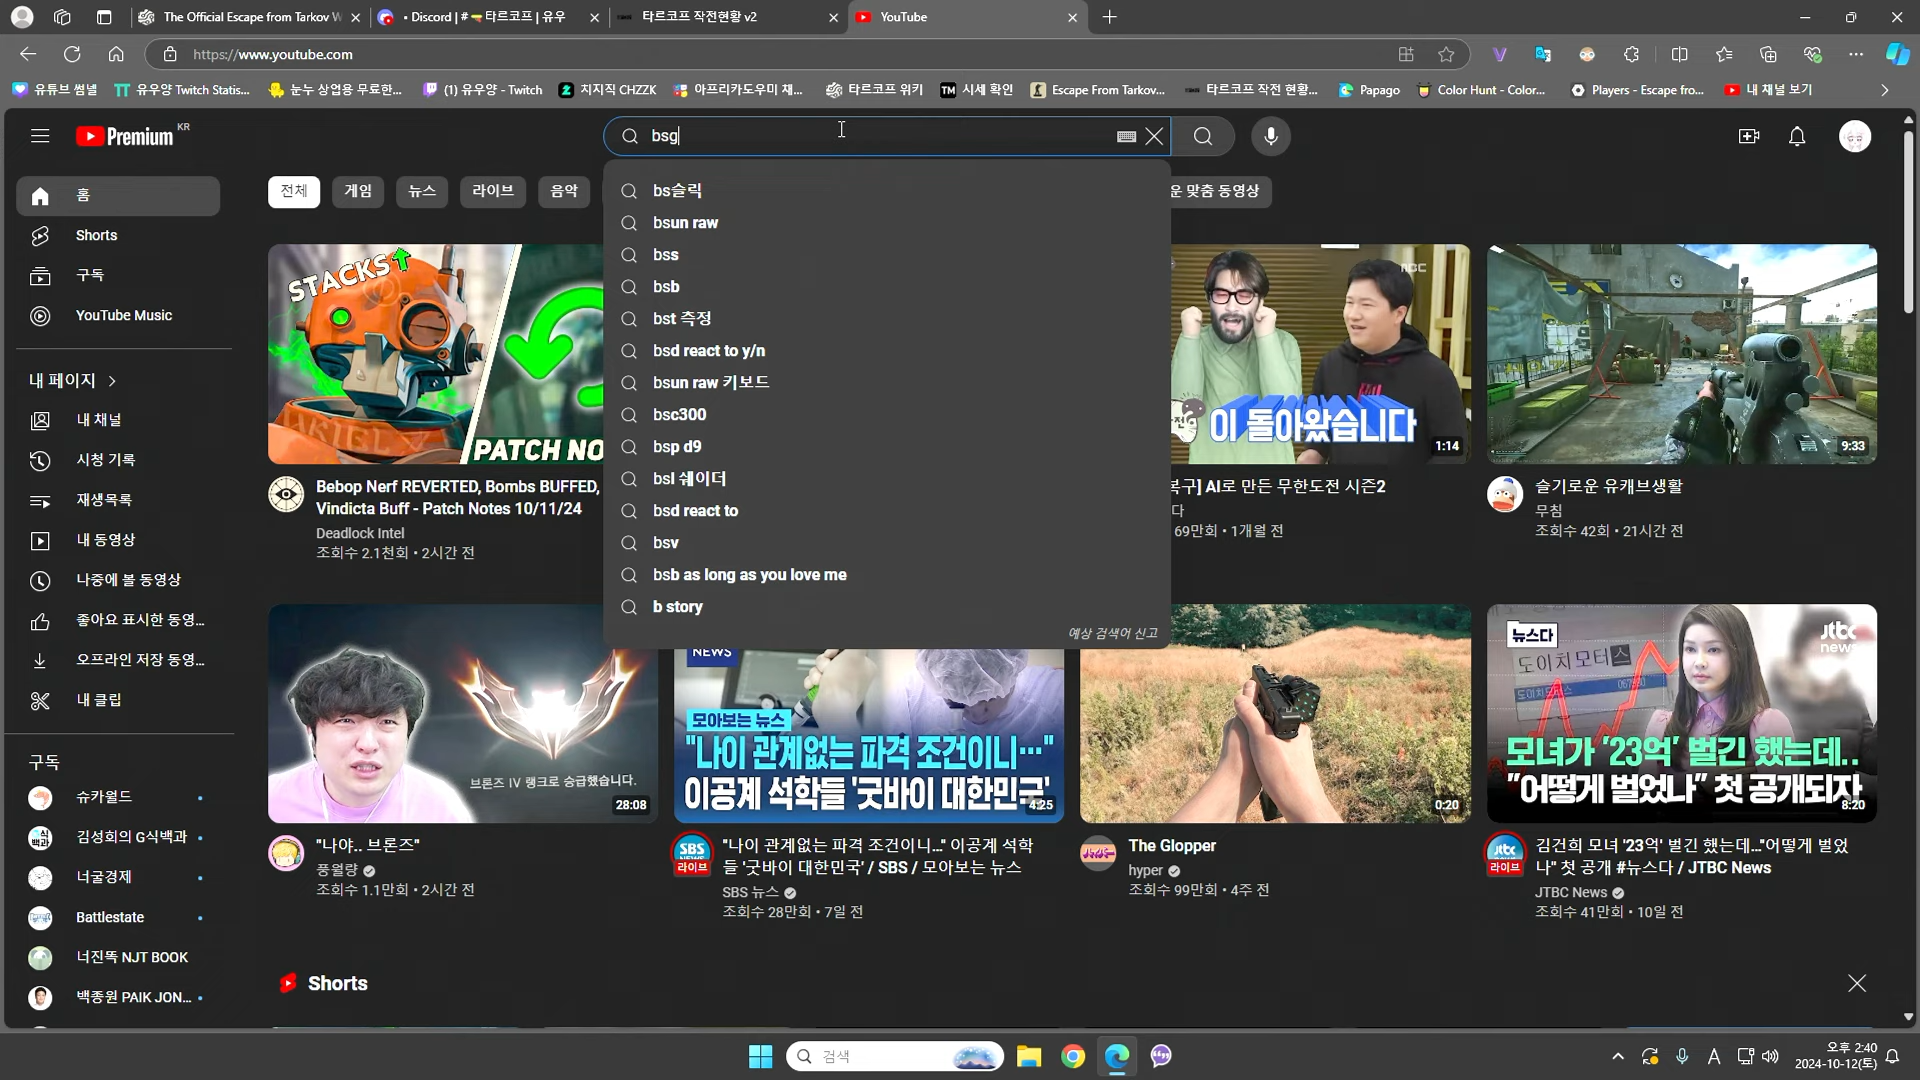 The Official Escape from Tarkov W
• Discord | # 타르코프 | 유우
타르코프 작전현황 v2
YouTube
https://www.youtube.com
유튜브 썸넬
유우양 Twitch Statis...
눈누 상업용 무료한...
(1) 유우양 - Twitch
치지직 CHZZK
아프리카도우미 채...
타르코프 위키
TM 시세 확인
Escape From Tarkov...
타르코프 작전 현황...
Papago
Color Hunt - Color...
Players - Escape fro...
내 채널 보기
Premium KR
bsg
홈
Shorts
구독
YouTube Music
내 페이지
내 채널
시청 기록
재생목록
내 동영상
나중에 볼 동영상
좋아요 표시한 동영...
오프라인 저장 동영...
내 클립
구독
슈카월드
김성회의 G식백과
너굴경제
Battlestate
너진똑 NJT BOOK
백종원 PAIK JON...
전체
게임
뉴스
라이브
음악
운 맞춤 동영상
bs슬릭
bsun raw
bss
bsb
bst 측정
bsd react to y/n
bsun raw 키보드
bsc300
bsp d9
bsl 쉐이더
bsd react to
bsv
bsb as long as you love me
b story
예상 검색어 신고
STACKS
PATCH NO
Bebop Nerf REVERTED, Bombs BUFFED,
Vindicta Buff - Patch Notes 10/11/24
Deadlock Intel
조회수 2.1천회 • 2시간 전
이 돌아왔습니다
1:14
복구] AI로 만든 무한도전 시즌2
다
69만회 • 1개월 전
9:33
슬기로운 유캐브생활
무침
조회수 42회 • 21시간 전
브론즈 IV 랭크로 승급했습니다.
28:08
"나야.. 브론즈"
풍월량
조회수 1.1만회 • 2시간 전
NEWS
모아보는 뉴스
"나이 관계없는 파격 조건이니…"
이공계 석학들 '굿바이 대한민국'
4:25
SBS
NEWS
라이브
"나이 관계없는 파격 조건이니..." 이공계 석학
들 '굿바이 대한민국' / SBS / 모아보는 뉴스
SBS 뉴스
조회수 28만회 • 7일 전
0:20
The Glopper
hyper
조회수 99만회 • 4주 전
뉴스다
jtbc
news
도이치모터스
모녀가 '23억' 벌긴 했는데..
"어떻게 벌었나" 첫 공개되자
8:20
jtbc
라이브
김건희 모녀 '23억' 벌긴 했는데..."어떻게 벌었
나" 첫 공개 #뉴스다 / JTBC News
JTBC News
조회수 41만회 • 10일 전
Shorts
검색
A
오후 2:40
2024-10-12(토)